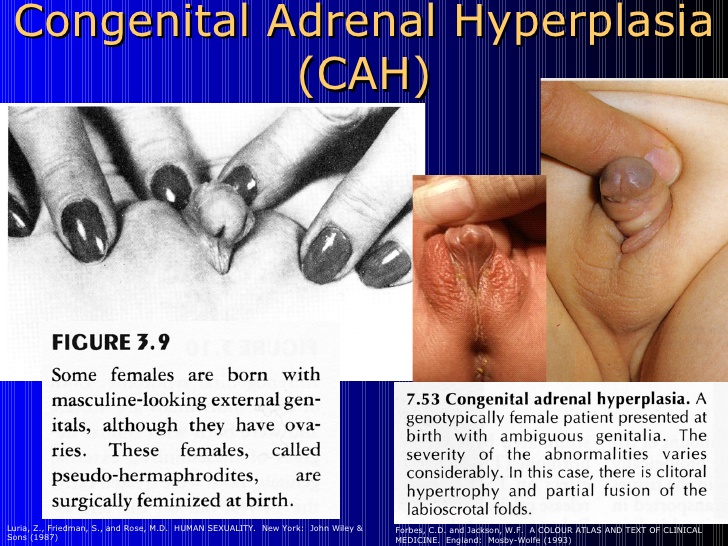 Congenital Adrenal Hyperplasia
(CAH)
FIGURE 3.9
Some females are born with
masculine-looking external gen-
itals, although they have ova-
ries. These females, called
pseudo-hermaphrodites, are
surgically feminized at birth.
7.53 Congenital adrenal hyperplasia. A
genotypically female patient presented at
birth with ambiguous genitalia. The
severity of the abnormalities varies
considerably. In this case, there is clitoral
hypertrophy and partial fusion of the
labioscrotal folds.
Luria, Z., Friedman, S., and Rose, M.D. HUMAN SEXUALITY. New York: John Wiley &
Sons (1987)
Forbes, C.D. and Jackson, W.F. A COLOUR ATLAS AND TEXT OF CLINICAL
MEDICINE. England: Mosby-Wolfe (1993)